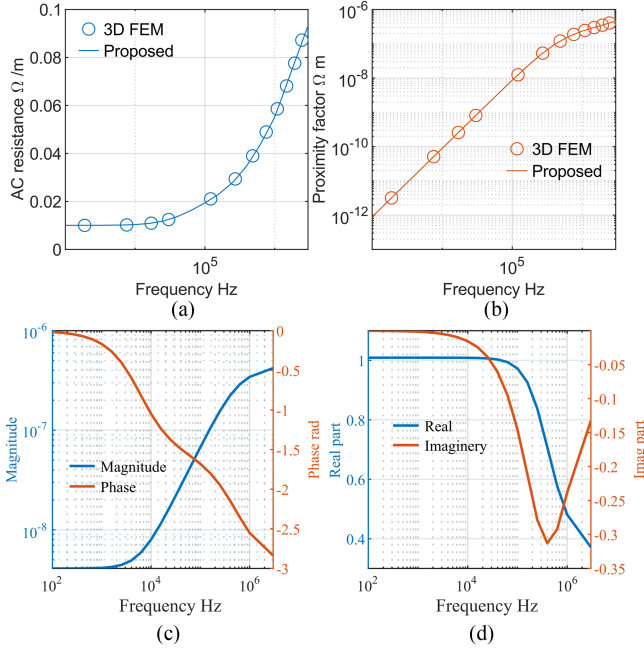 0.1
0.08
0.06
0.04
0.02
0
AC resistance Ω /m
3D FEM
Proposed
10^5
Frequency Hz
(a)
10^-6
10^-8
10^-10
10^-12
Proximity factor Ω m
3D FEM
Proposed
10^5
Frequency Hz
(b)
10^-6
10^-7
10^-8
Magnitude
Magnitude
Phase
0
-0.5
-1
-1.5
-2
-2.5
-3
Phase rad
10^2
10^4
10^6
Frequency Hz
(c)
1
0.8
0.6
0.4
Real part
Real
Imaginery
-0.05
-0.1
-0.15
-0.2
-0.25
-0.3
-0.35
Imag part
10^2
10^4
10^6
Frequency Hz
(d)